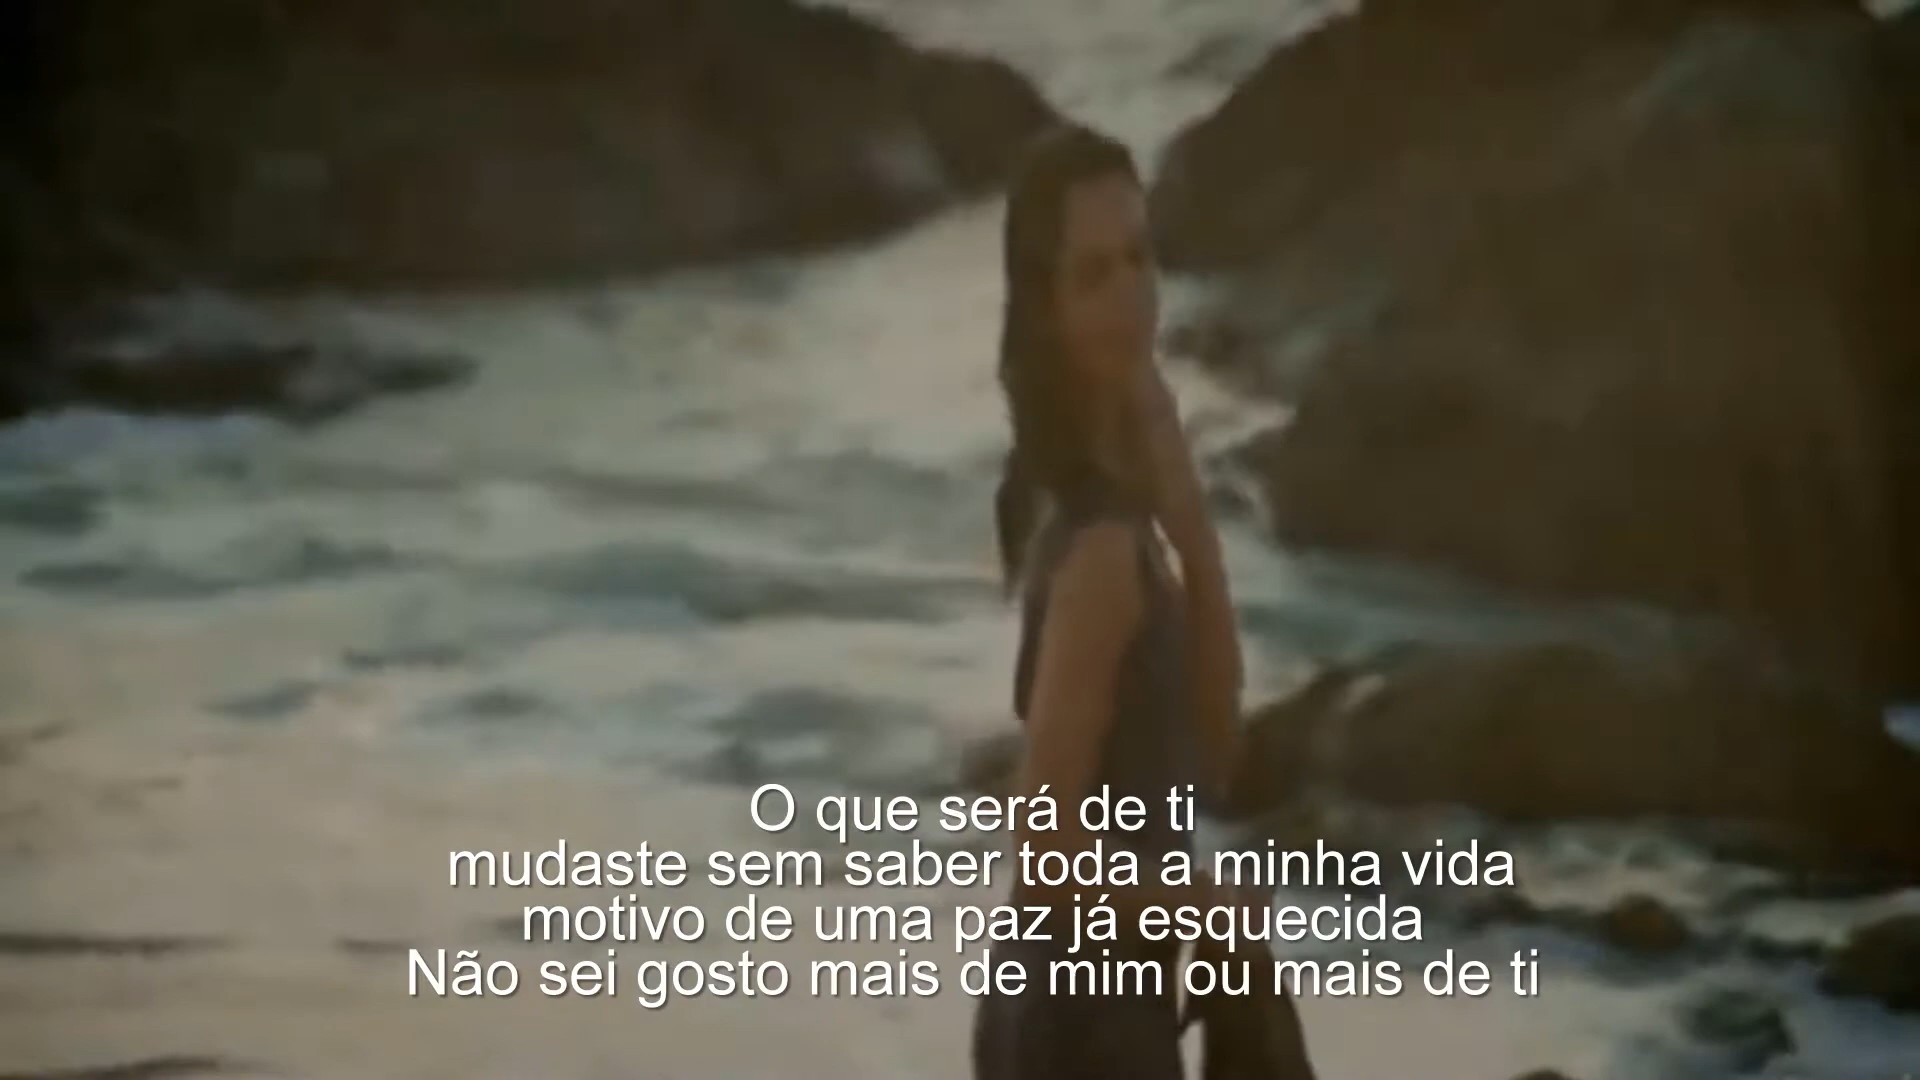 O que será de ti
mudaste sem saber toda a minha vida
motivo de uma paz já esquecida
Não sei gosto mais de mim ou mais de ti